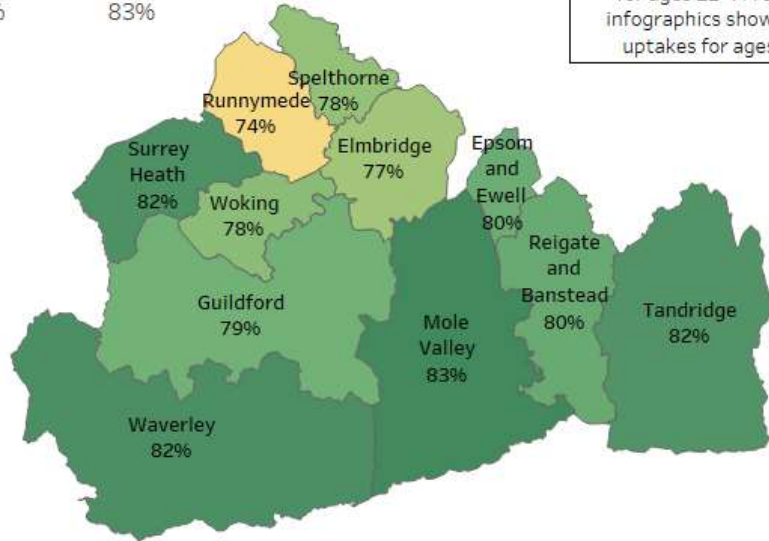 %
83%
infographics show
uptakes for ages
Spelthorne
78%
Runnymede
74%
Elmbridge
77%
Epsom
and
Ewell
80%
Surrey
Heath
82%
Woking
78%
Reigate
and
Banstead
80%
Guildford
79%
Mole
Valley
83%
Tandridge
82%
Waverley
82%